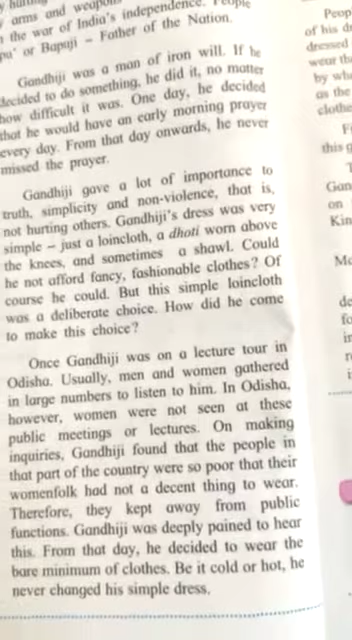 arms and weapons
the war of India's independence. People
or Bapuji – Father of the Nation.
Gandhiji was a man of iron will. If he
decided to do something, he did it, no matter
how difficult it was. One day, he decided
that he would have an early morning prayer
every day. From that day onwards, he never
missed the prayer.
Gandhiji gave a lot of importance to
truth, simplicity and non-violence, that is,
not hurting others. Gandhiji's dress was very
simple – just a loincloth, a dhoti worn above
the knees, and sometimes a shawl. Could
he not afford fancy, fashionable clothes? Of
course he could. But this simple loincloth
was a deliberate choice. How did he come
to make this choice?
Once Gandhiji was on a lecture tour in
Odisha. Usually, men and women gathered
in large numbers to listen to him. In Odisha,
however, women were not seen at these
public meetings or lectures. On making
inquiries, Gandhiji found that the people in
that part of the country were so poor that their
womenfolk had not a decent thing to wear.
Therefore, they kept away from public
functions. Gandhiji was deeply pained to hear
this. From that day, he decided to wear the
bare minimum of clothes. Be it cold or hot, he
never changed his simple dress.
of his
dressed
by
as the
this
on